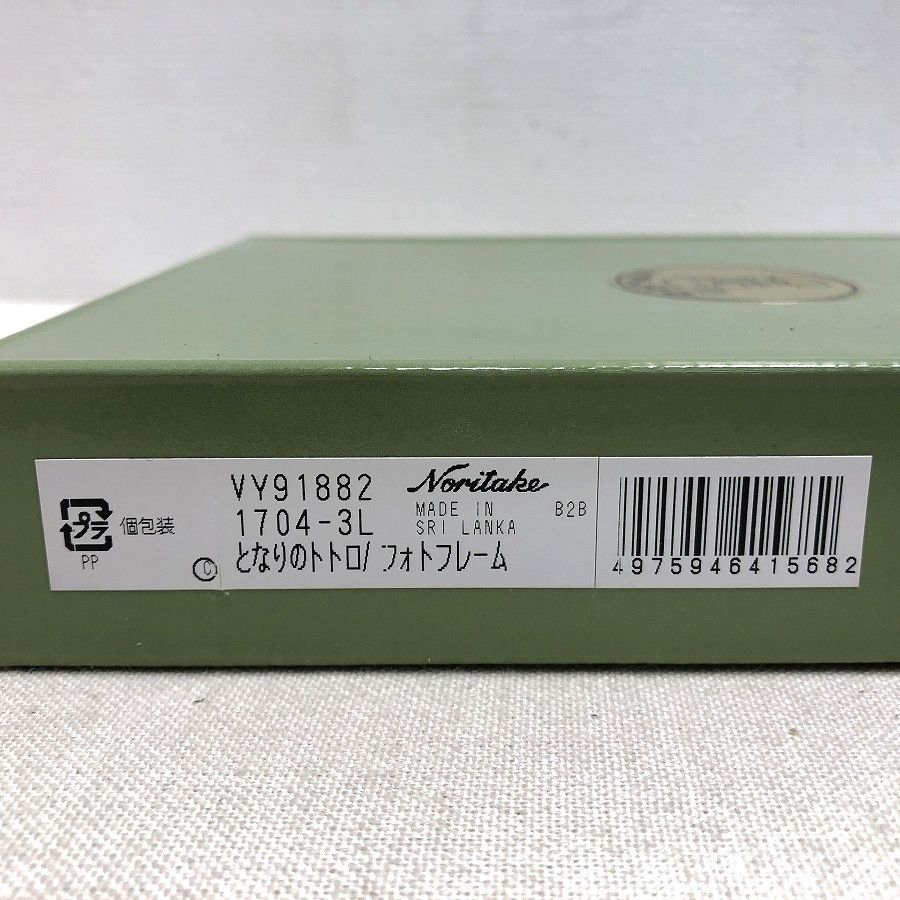 プラ
個包装
PP
©
VY91882
1704-3L
Noritake
MADE IN
SRI LANKA
B2B
となりのトトロ/ フォトフレーム
4975946415682